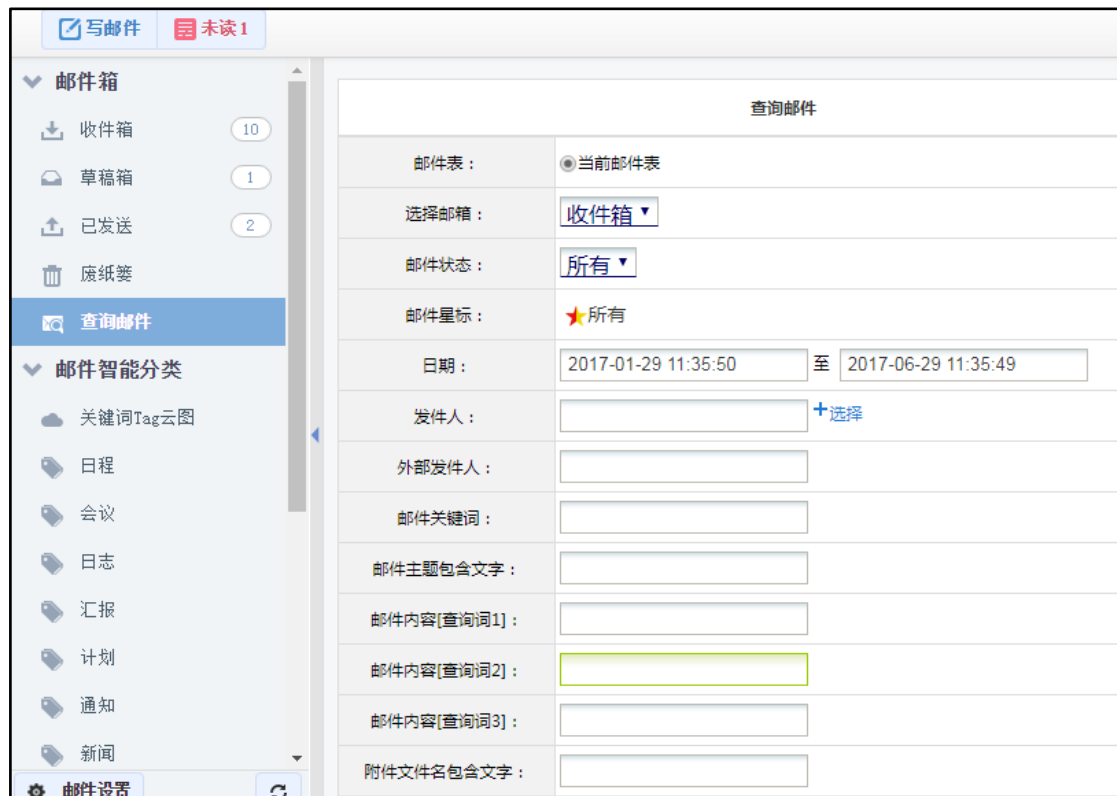 写邮件 未读1
邮件箱
收件箱 10
草稿箱 1
已发送 2
废纸篓
查询邮件
邮件智能分类
关键词Tag云图
日程
会议
日志
汇报
计划
通知
新闻
邮件设置
查询邮件
邮件表： 当前邮件表
选择邮箱： 收件箱
邮件状态： 所有
邮件星标： 所有
日期： 2017-01-29 11:35:50 至 2017-06-29 11:35:49
发件人： +选择
外部发件人：
邮件关键词：
邮件主题包含文字：
邮件内容[查询词1]：
邮件内容[查询词2]：
邮件内容[查询词3]：
附件文件名包含文字：